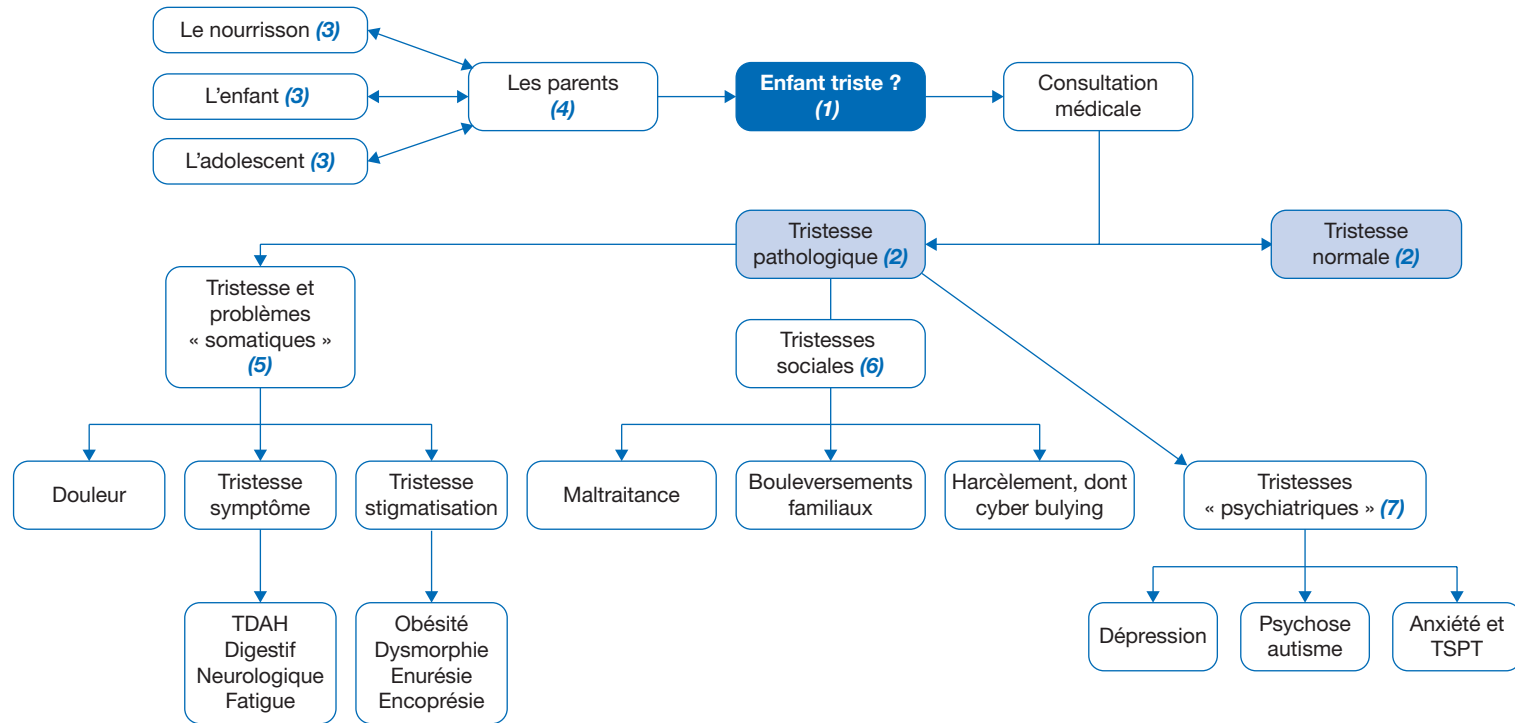 Le nourrisson (3)
L'enfant (3)
L'adolescent (3)
Les parents
(4)
Enfant triste ?
(1)
Consultation
médicale
Tristesse
pathologique (2)
Tristesse
normale (2)
Tristesse et
problèmes
« somatiques »
(5)
Tristesses
sociales (6)
Douleur
Tristesse
symptôme
Tristesse
stigmatisation
Maltraitance
Bouleversements
familiaux
Harcèlement, dont
cyber bulying
Tristesses
« psychiatriques » (7)
TDAH
Digestif
Neurologique
Fatigue
Obésité
Dysmorphie
Enurésie
Encoprésie
Dépression
Psychose
autisme
Anxiété et
TSPT